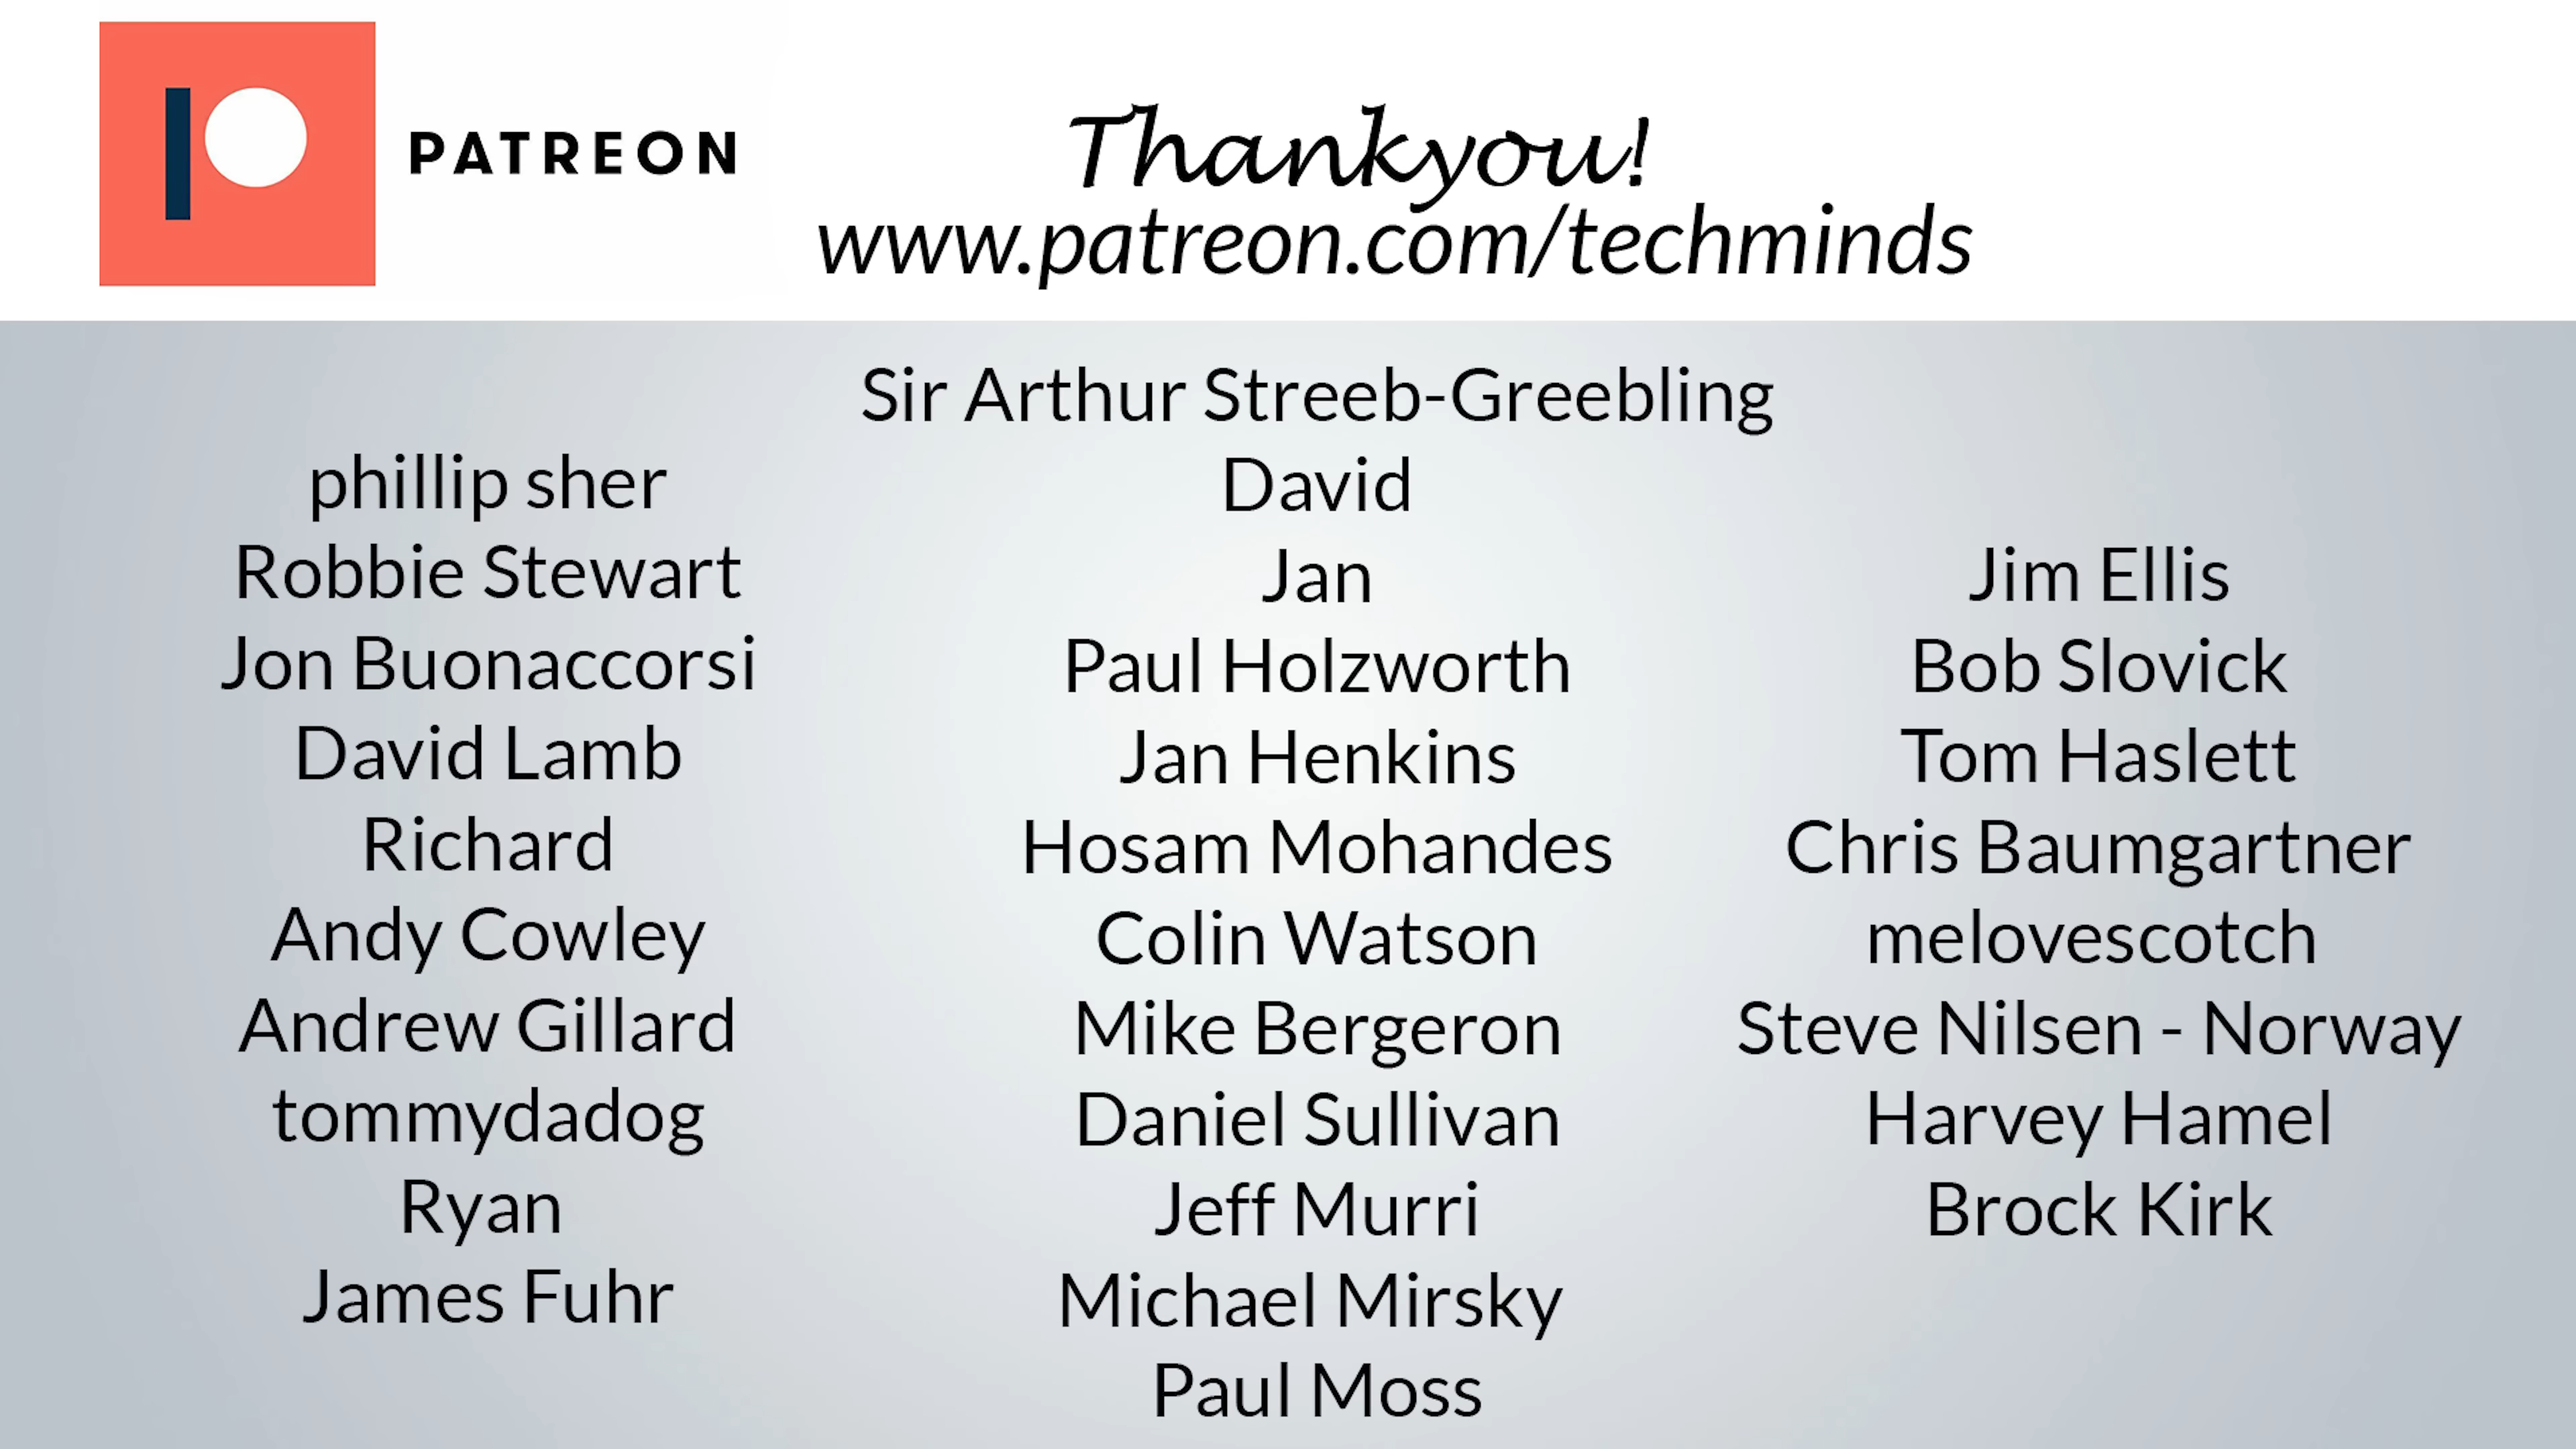 PATREON
Thankyou!
www.patreon.com/techminds
phillip sher
Robbie Stewart
Jon Buonaccorsi
David Lamb
Richard
Andy Cowley
Andrew Gillard
tommydadog
Ryan
James Fuhr
Sir Arthur Streeb-Greebling
David
Jan
Paul Holzworth
Jan Henkins
Hosam Mohandes
Colin Watson
Mike Bergeron
Daniel Sullivan
Jeff Murri
Michael Mirsky
Paul Moss
Jim Ellis
Bob Slovick
Tom Haslett
Chris Baumgartner
melovescotch
Steve Nilsen - Norway
Harvey Hamel
Brock Kirk